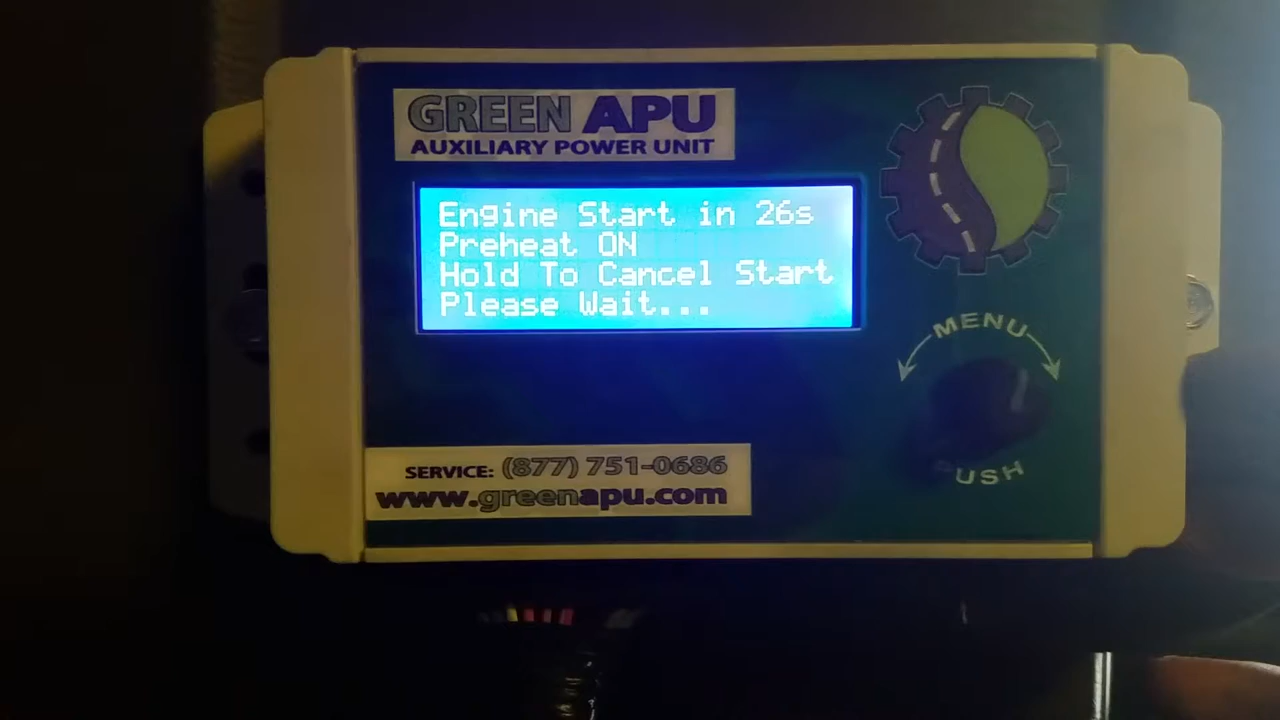 GREEN APU
AUXILIARY POWER UNIT
Engine Start in 26s
Preheat ON
Hold To Cancel Start
Please Wait...
MENU
PUSH
SERVICE: (877) 751-0686
www.greenapu.com